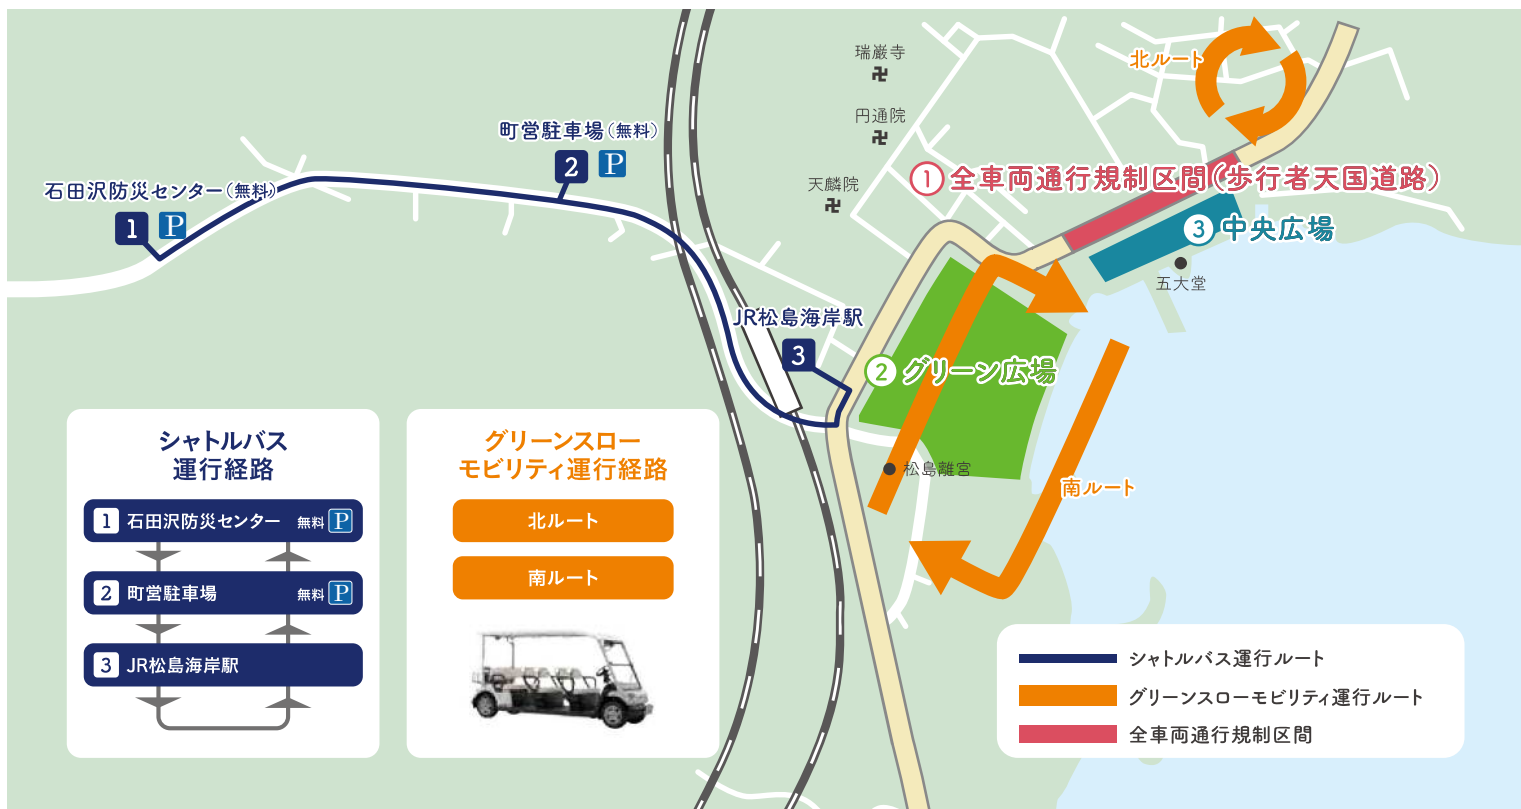 瑞巌寺
円通院
天麟院
北ルート
町営駐車場(無料)
2 P
石田沢防災センター(無料)
1 P
① 全車両通行規制区間(歩行者天国道路)
③ 中央広場
五大堂
JR松島海岸駅
3
② グリーン広場
松島離宮
南ルート
シャトルバス
運行経路
1 石田沢防災センター 無料 P
2 町営駐車場 無料 P
3 JR松島海岸駅
グリーンスロー
モビリティ運行経路
北ルート
南ルート
シャトルバス運行ルート
グリーンスローモビリティ運行ルート
全車両通行規制区間